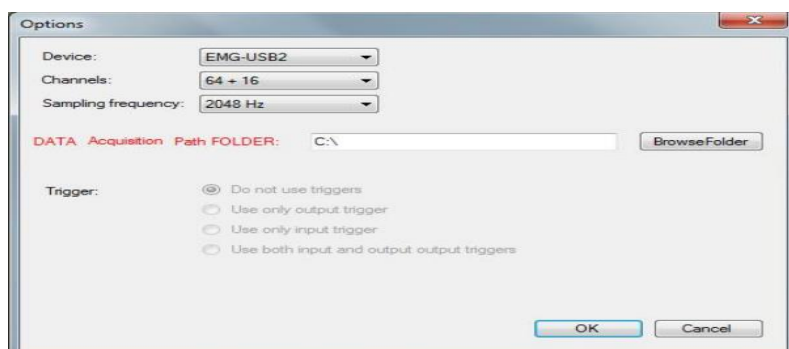 Options
Device: EMG-USB2
Channels: 64 + 16
Sampling frequency: 2048 Hz
DATA Acquisition Path FOLDER: C:\ BrowseFolder
Trigger: Do not use triggers
Use only output trigger
Use only input trigger
Use both input and output output triggers
OK Cancel